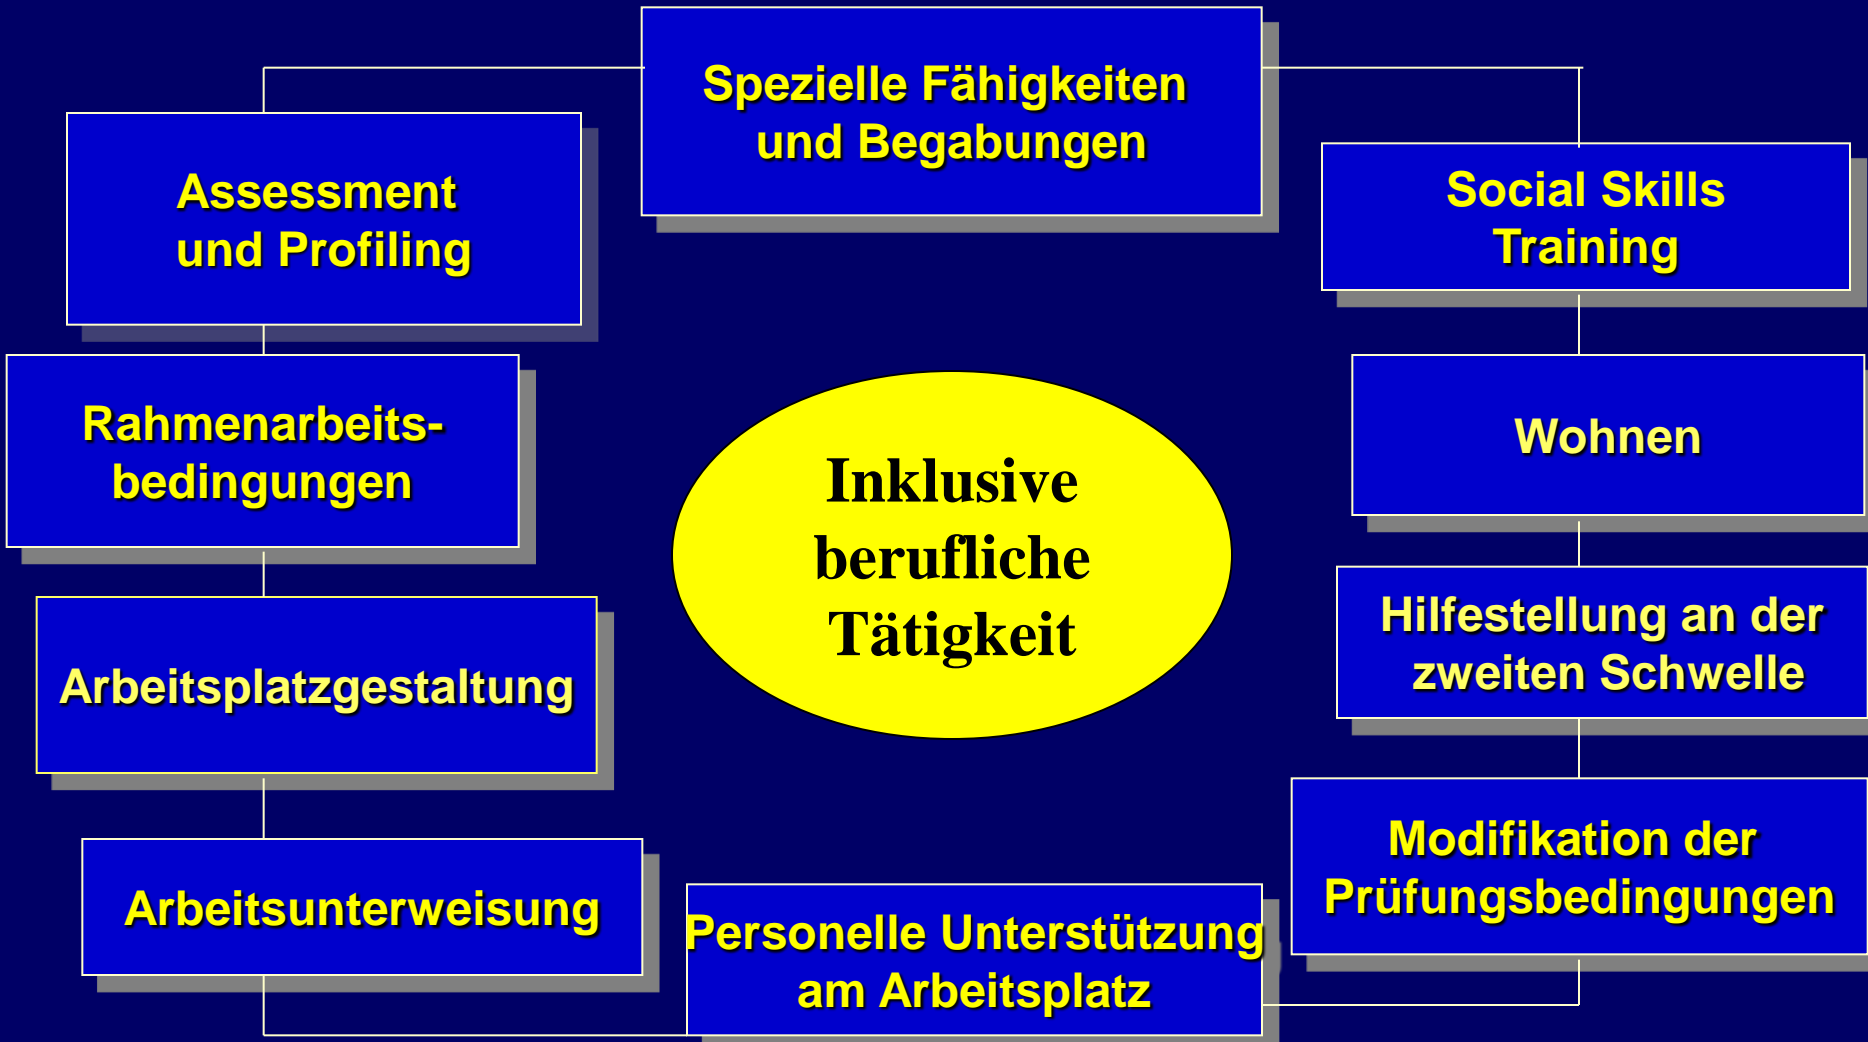 Spezielle Fähigkeiten
und Begabungen
Assessment
und Profiling
Social Skills
Training
Rahmenarbeits-
bedingungen
Wohnen
Inklusive
berufliche
Tätigkeit
Hilfestellung an der
zweiten Schwelle
Arbeitsplatzgestaltung
Modifikation der
Prüfungsbedingungen
Arbeitsunterweisung
Personelle Unterstützung
am Arbeitsplatz